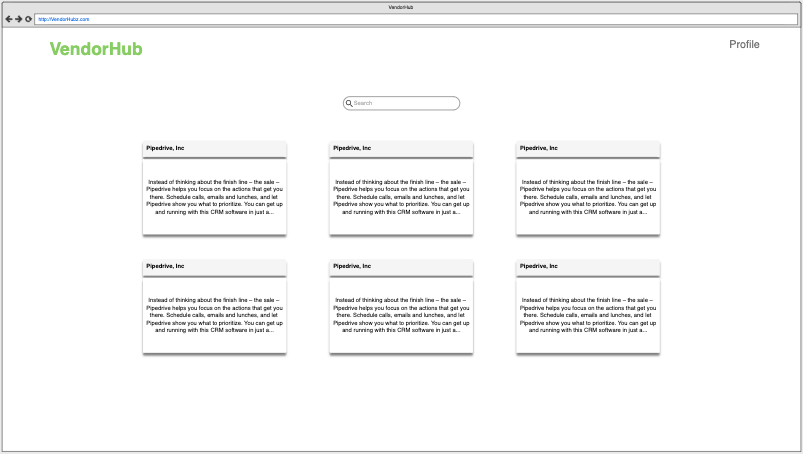 VendorHub
http://VendorHubz.com
VendorHub
Profile
Search
Pipedrive, Inc
Instead of thinking about the finish line – the sale –
Pipedrive helps you focus on the actions that get you
there. Schedule calls, emails and lunches, and let
Pipedrive show you what to prioritize. You can get up
and running with this CRM software in just a...
Pipedrive, Inc
Instead of thinking about the finish line – the sale –
Pipedrive helps you focus on the actions that get you
there. Schedule calls, emails and lunches, and let
Pipedrive show you what to prioritize. You can get up
and running with this CRM software in just a...
Pipedrive, Inc
Instead of thinking about the finish line – the sale –
Pipedrive helps you focus on the actions that get you
there. Schedule calls, emails and lunches, and let
Pipedrive show you what to prioritize. You can get up
and running with this CRM software in just a...
Pipedrive, Inc
Instead of thinking about the finish line – the sale –
Pipedrive helps you focus on the actions that get you
there. Schedule calls, emails and lunches, and let
Pipedrive show you what to prioritize. You can get up
and running with this CRM software in just a...
Pipedrive, Inc
Instead of thinking about the finish line – the sale –
Pipedrive helps you focus on the actions that get you
there. Schedule calls, emails and lunches, and let
Pipedrive show you what to prioritize. You can get up
and running with this CRM software in just a...
Pipedrive, Inc
Instead of thinking about the finish line – the sale –
Pipedrive helps you focus on the actions that get you
there. Schedule calls, emails and lunches, and let
Pipedrive show you what to prioritize. You can get up
and running with this CRM software in just a...